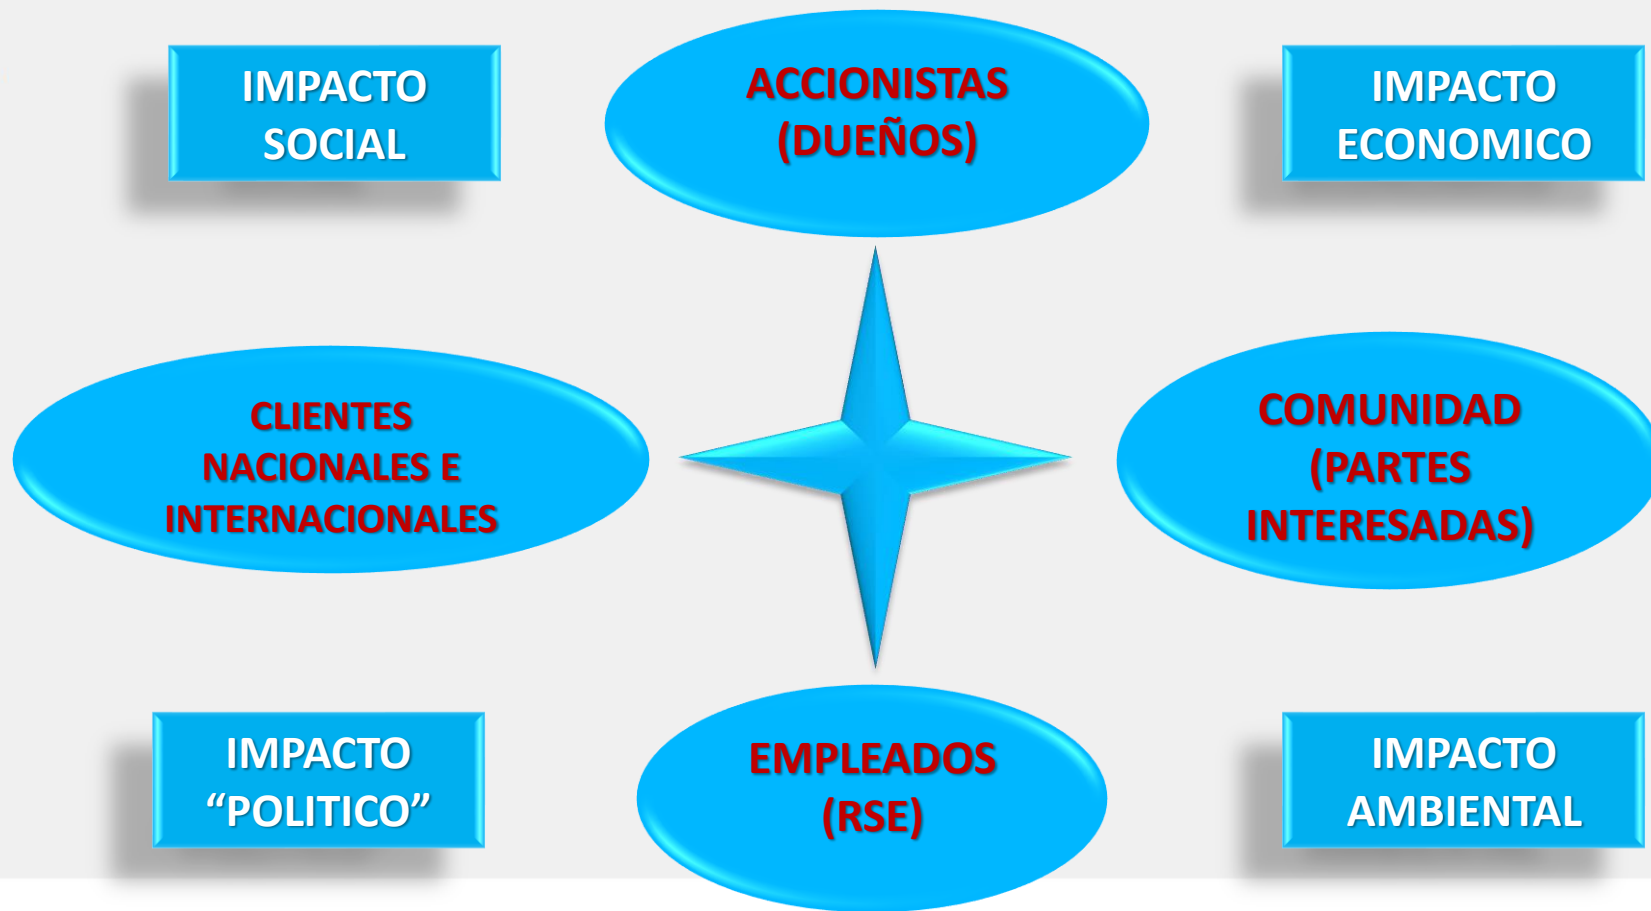 IMPACTO
SOCIAL
ACCIONISTAS
(DUEÑOS)
IMPACTO
ECONOMICO
CLIENTES
NACIONALES E
INTERNACIONALES
COMUNIDAD
(PARTES
INTERESADAS)
IMPACTO
“POLITICO”
EMPLEADOS
(RSE)
IMPACTO
AMBIENTAL